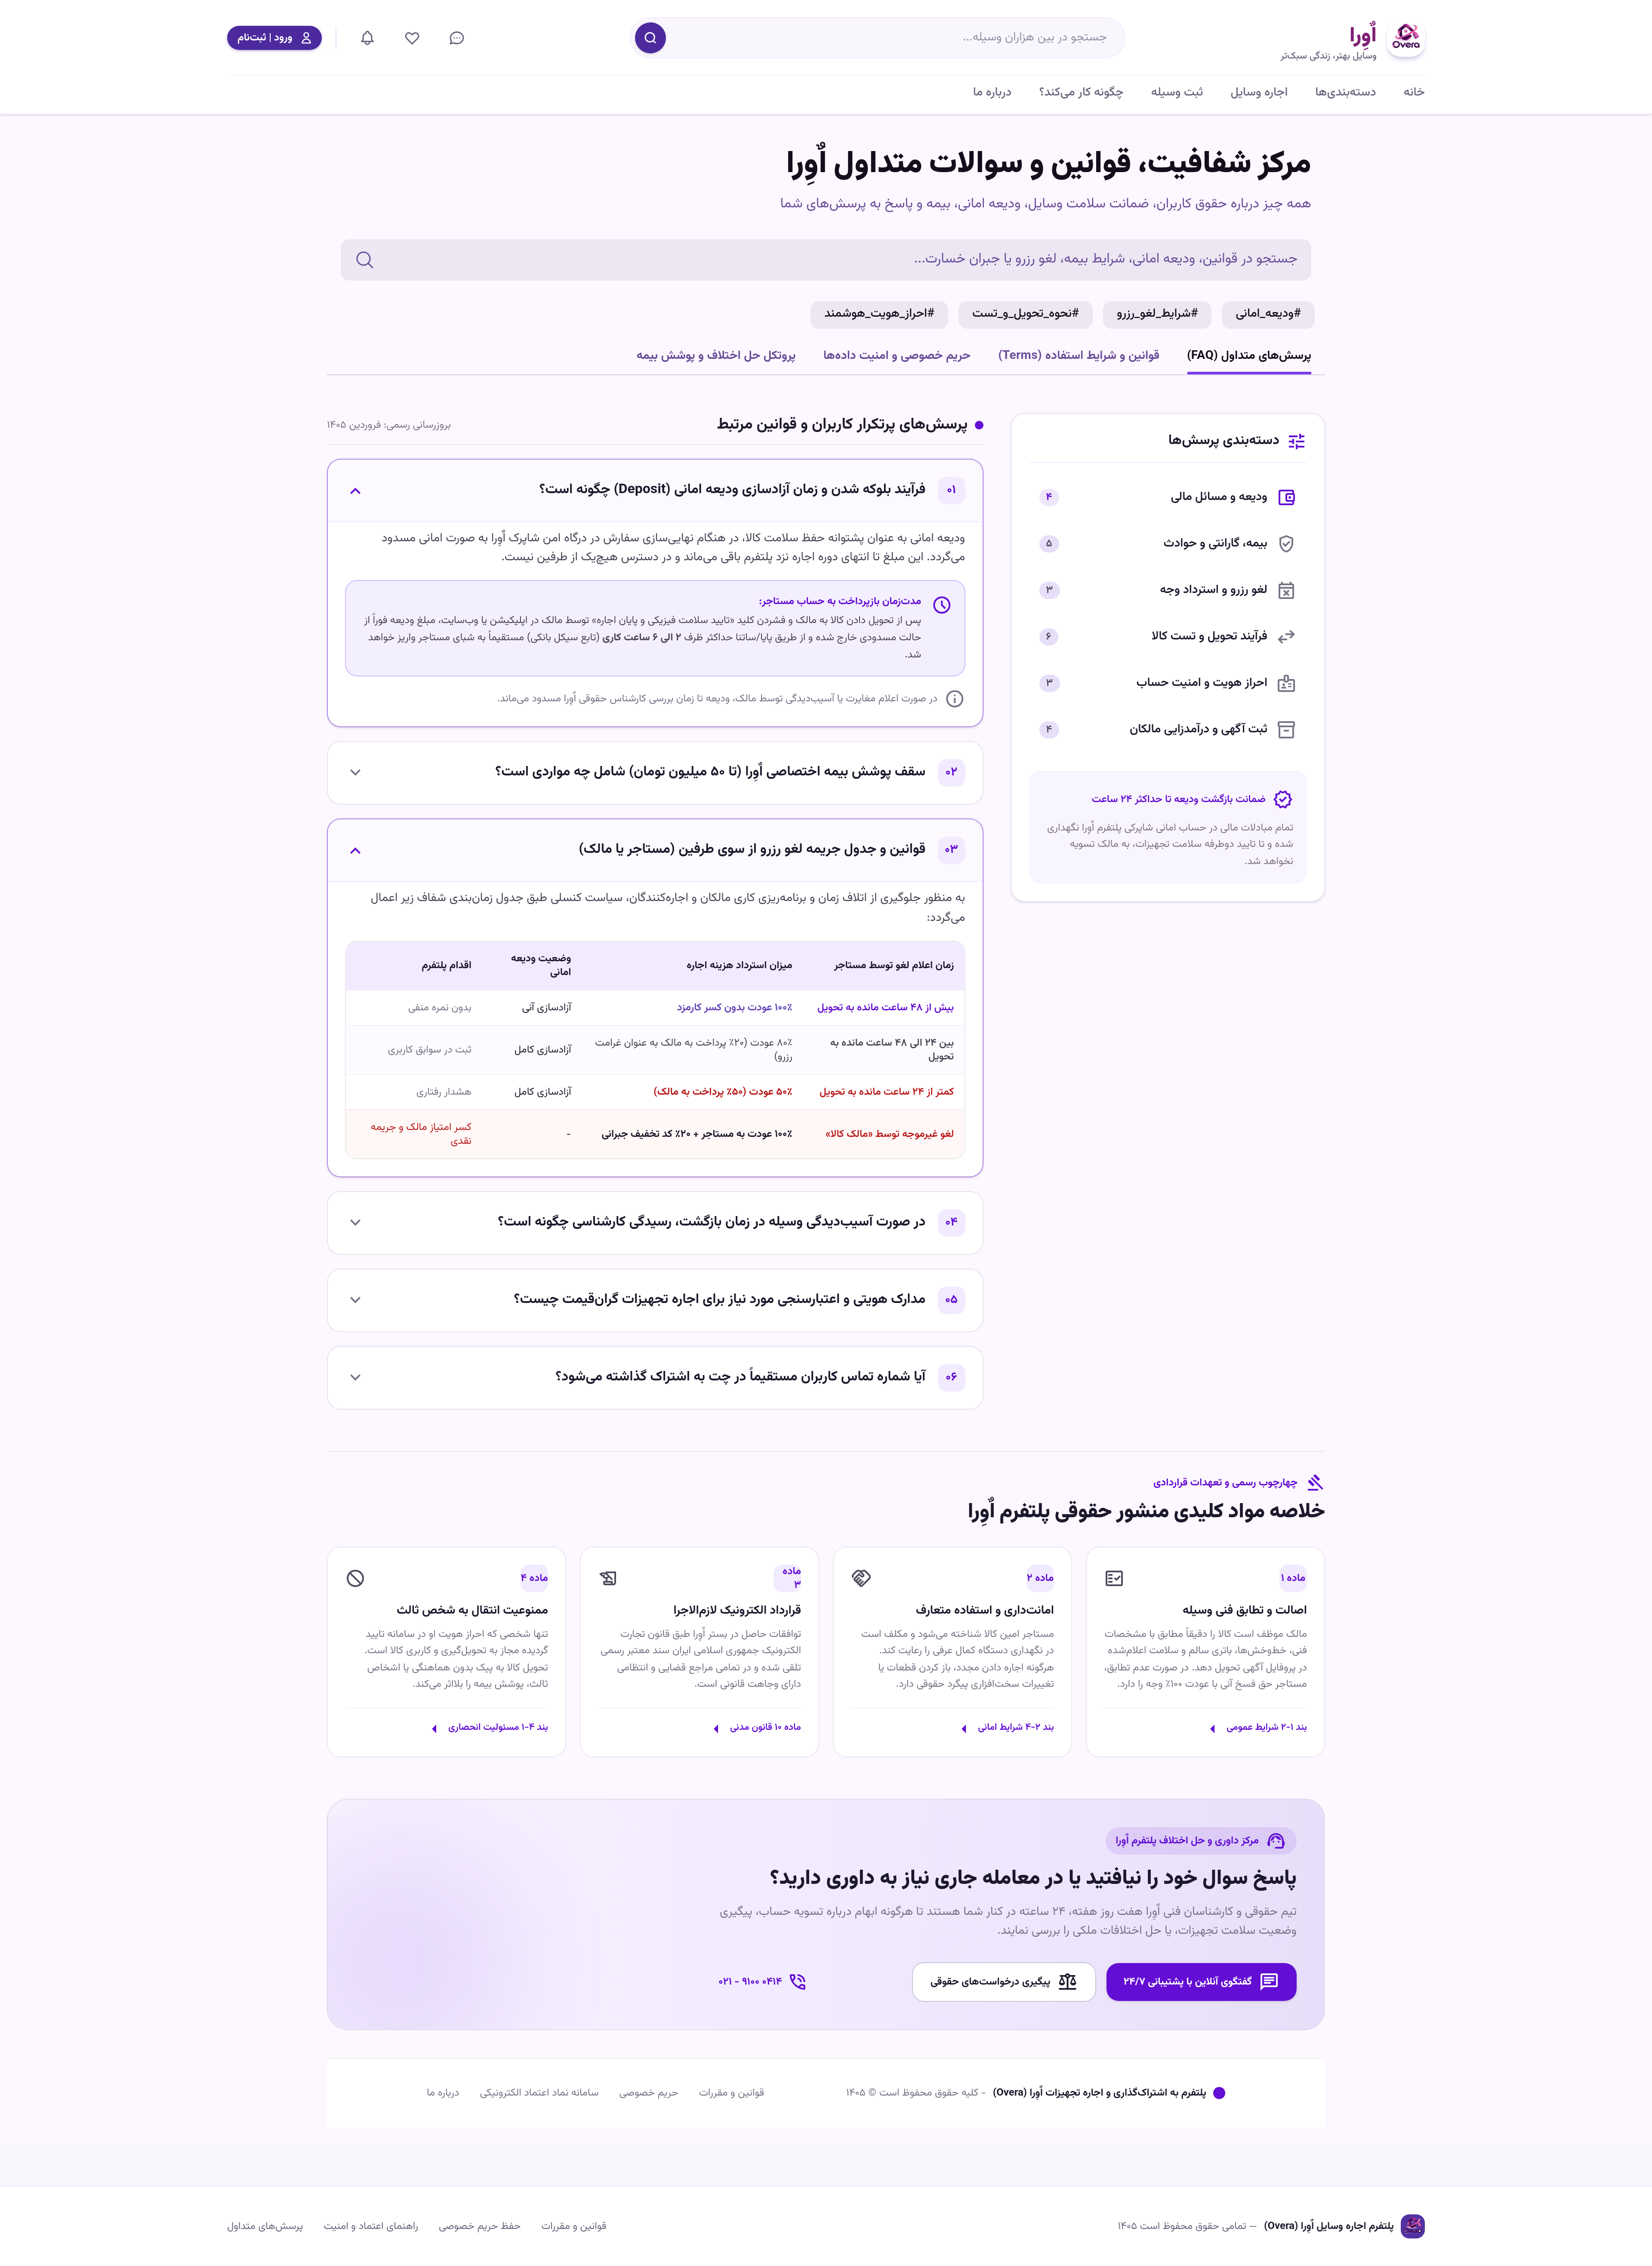 اُوِرا
وسایل بهتر، زندگی سبک‌تر
Overa
جستجو در بین هزاران وسیله...
ورود | ثبت‌نام
خانه
دسته‌بندی‌ها
اجاره وسایل
ثبت وسیله
چگونه کار می‌کند؟
درباره ما
مرکز شفافیت، قوانین و سوالات متداول اُوِرا
همه چیز درباره حقوق کاربران، ضمانت سلامت وسایل، ودیعه امانی، بیمه و پاسخ به پرسش‌های شما
جستجو در قوانین، ودیعه امانی، شرایط بیمه، لغو رزرو یا جبران خسارت...
#ودیعه_امانی
#شرایط_لغو_رزرو
#نحوه_تحویل_و_تست
#احراز_هویت_هوشمند
پرسش‌های متداول (FAQ)
قوانین و شرایط استفاده (Terms)
حریم خصوصی و امنیت داده‌ها
پروتکل حل اختلاف و پوشش بیمه
دسته‌بندی پرسش‌ها
ودیعه و مسائل مالی
۴
بیمه، گارانتی و حوادث
۵
لغو رزرو و استرداد وجه
۳
فرآیند تحویل و تست کالا
۶
احراز هویت و امنیت حساب
۳
ثبت آگهی و درآمدزایی مالکان
۴
ضمانت بازگشت ودیعه تا حداکثر ۲۴ ساعت
تمام مبادلات مالی در حساب امانی شاپرکی پلتفرم اُوِرا نگهداری
شده و تا تایید دوطرفه سلامت تجهیزات، به مالک تسویه
نخواهد شد.
پرسش‌های پرتکرار کاربران و قوانین مرتبط
بروزرسانی رسمی: فروردین ۱۴۰۵
۰۱
فرآیند بلوکه شدن و زمان آزادسازی ودیعه امانی (Deposit) چگونه است؟
ودیعه امانی به عنوان پشتوانه حفظ سلامت کالا، در هنگام نهایی‌سازی سفارش در درگاه امن شاپرک اُوِرا به صورت امانی مسدود
می‌گردد. این مبلغ تا انتهای دوره اجاره نزد پلتفرم باقی می‌ماند و در دسترس هیچ‌یک از طرفین نیست.
مدت‌زمان بازپرداخت به حساب مستاجر:
پس از تحویل دادن کالا به مالک و فشردن کلید «تایید سلامت فیزیکی و پایان اجاره» توسط مالک در اپلیکیشن یا وب‌سایت، مبلغ ودیعه فوراً از
حالت مسدودی خارج شده و از طریق پایا/ساتنا حداکثر ظرف ۲ الی ۶ ساعت کاری (تابع سیکل بانکی) مستقیماً به شبای مستاجر واریز خواهد
شد.
در صورت اعلام مغایرت یا آسیب‌دیدگی توسط مالک، ودیعه تا زمان بررسی کارشناس حقوقی اُوِرا مسدود می‌ماند.
۰۲
سقف پوشش بیمه اختصاصی اُوِرا (تا ۵۰ میلیون تومان) شامل چه مواردی است؟
۰۳
قوانین و جدول جریمه لغو رزرو از سوی طرفین (مستاجر یا مالک)
به منظور جلوگیری از اتلاف زمان و برنامه‌ریزی کاری مالکان و اجاره‌کنندگان، سیاست کنسلی طبق جدول زمان‌بندی شفاف زیر اعمال
می‌گردد:
زمان اعلام لغو توسط مستاجر
میزان استرداد هزینه اجاره
وضعیت ودیعه
امانی
اقدام پلتفرم
بیش از ۴۸ ساعت مانده به تحویل
۱۰۰٪ عودت بدون کسر کارمزد
آزادسازی آنی
بدون نمره منفی
بین ۲۴ الی ۴۸ ساعت مانده به
تحویل
۸۰٪ عودت (۲۰٪ پرداخت به مالک به عنوان غرامت
رزرو)
آزادسازی کامل
ثبت در سوابق کاربری
کمتر از ۲۴ ساعت مانده به تحویل
۵۰٪ عودت (۵۰٪ پرداخت به مالک)
آزادسازی کامل
هشدار رفتاری
لغو غیرموجه توسط «مالک کالا»
۱۰۰٪ عودت به مستاجر + ۲۰٪ کد تخفیف جبرانی
-
کسر امتیاز مالک و جریمه
نقدی
۰۴
در صورت آسیب‌دیدگی وسیله در زمان بازگشت، رسیدگی کارشناسی چگونه است؟
۰۵
مدارک هویتی و اعتبارسنجی مورد نیاز برای اجاره تجهیزات گران‌قیمت چیست؟
۰۶
آیا شماره تماس کاربران مستقیماً در چت به اشتراک گذاشته می‌شود؟
چهارچوب رسمی و تعهدات قراردادی
خلاصه مواد کلیدی منشور حقوقی پلتفرم اُوِرا
ماده ۱
اصالت و تطابق فنی وسیله
مالک موظف است کالا را دقیقاً مطابق با مشخصات
فنی، خط‌وخش‌ها، باتری سالم و سلامت اعلام‌شده
در پروفایل آگهی تحویل دهد. در صورت عدم تطابق،
مستاجر حق فسخ آنی با عودت ۱۰۰٪ وجه را دارد.
بند ۱-۲ شرایط عمومی
ماده ۲
امانت‌داری و استفاده متعارف
مستاجر امین کالا شناخته می‌شود و مکلف است
در نگهداری دستگاه کمال عرفی را رعایت کند.
هرگونه اجاره دادن مجدد، باز کردن قطعات یا
تغییرات سخت‌افزاری پیگرد حقوقی دارد.
بند ۲-۴ شرایط امانی
ماده
۳
قرارداد الکترونیک لازم‌الاجرا
توافقات حاصل در بستر اُوِرا طبق قانون تجارت
الکترونیک جمهوری اسلامی ایران سند معتبر رسمی
تلقی شده و در تمامی مراجع قضایی و انتظامی
دارای وجاهت قانونی است.
ماده ۱۰ قانون مدنی
ماده ۴
ممنوعیت انتقال به شخص ثالث
تنها شخصی که احراز هویت او در سامانه تایید
گردیده مجاز به تحویل‌گیری و کاربری کالا است.
تحویل کالا به پیک بدون هماهنگی یا اشخاص
ثالث، پوشش بیمه را بلااثر می‌کند.
بند ۴-۱ مسئولیت انحصاری
مرکز داوری و حل اختلاف پلتفرم اُوِرا
پاسخ سوال خود را نیافتید یا در معامله جاری نیاز به داوری دارید؟
تیم حقوقی و کارشناسان فنی اُوِرا هفت روز هفته، ۲۴ ساعته در کنار شما هستند تا هرگونه ابهام درباره تسویه حساب، پیگیری
وضعیت سلامت تجهیزات، یا حل اختلافات ملکی را بررسی نمایند.
گفتگوی آنلاین با پشتیبانی ۲۴/۷
پیگیری درخواست‌های حقوقی
۰۲۱ - ۹۱۰۰ ۰۴۱۴
پلتفرم به اشتراک‌گذاری و اجاره تجهیزات اُوِرا (Overa) - کلیه حقوق محفوظ است © ۱۴۰۵
قوانین و مقررات
حریم خصوصی
سامانه نماد اعتماد الکترونیکی
درباره ما
پلتفرم اجاره وسایل اُوِرا (Overa) — تمامی حقوق محفوظ است ۱۴۰۵
قوانین و مقررات
حفظ حریم خصوصی
راهنمای اعتماد و امنیت
پرسش‌های متداول